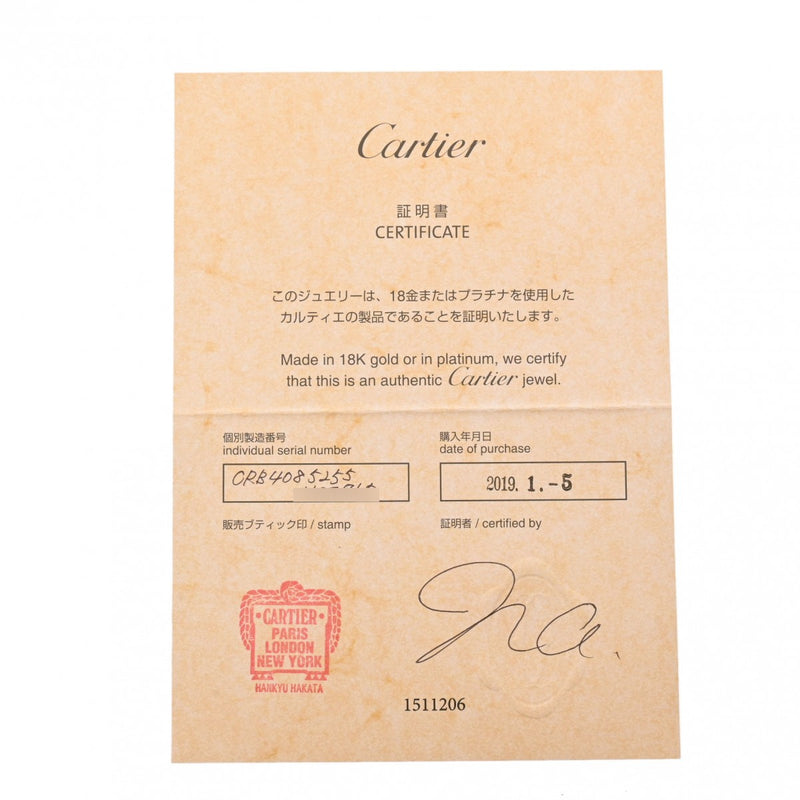 Cartier
証明書
CERTIFICATE
このジュエリーは、18金またはプラチナを使用した
カルティエの製品であることを証明いたします。
Made in 18K gold or in platinum, we certify
that this is an authentic Cartier jewel.
個別製造番号
individual serial number
CRB4085255
購入年月日
date of purchase
2019. 1.-5
販売ブティック印 / stamp
証明者 / certified by
CARTIER
PARIS
LONDON
NEW YORK
HANKYU HAKATA
1511206